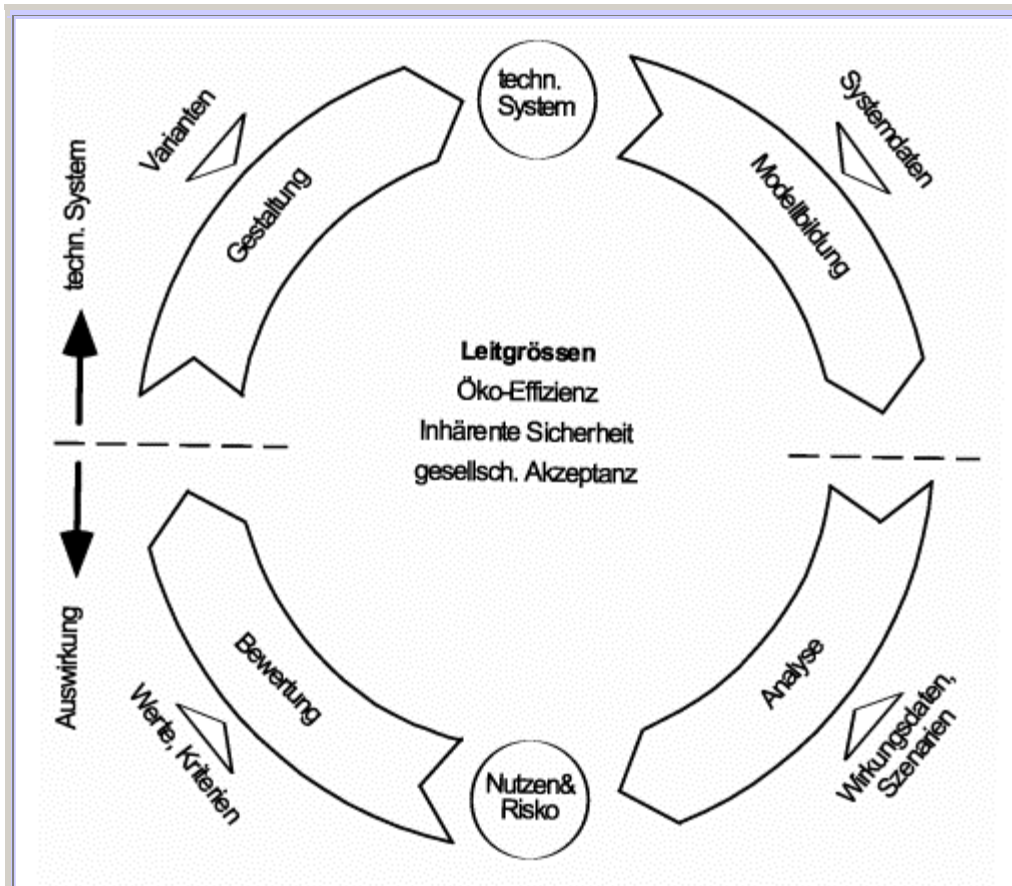 techn.
System
Varianten
Systemdaten
Gestaltung
Modellbildung
techn. System
Leitgrössen
Öko-Effizienz
Inhärente Sicherheit
gesellsch. Akzeptanz
Auswirkung
Bewertung
Analyse
Werte, Kriterien
Wirkungsdaten,
Szenarien
Nutzen&
Risko